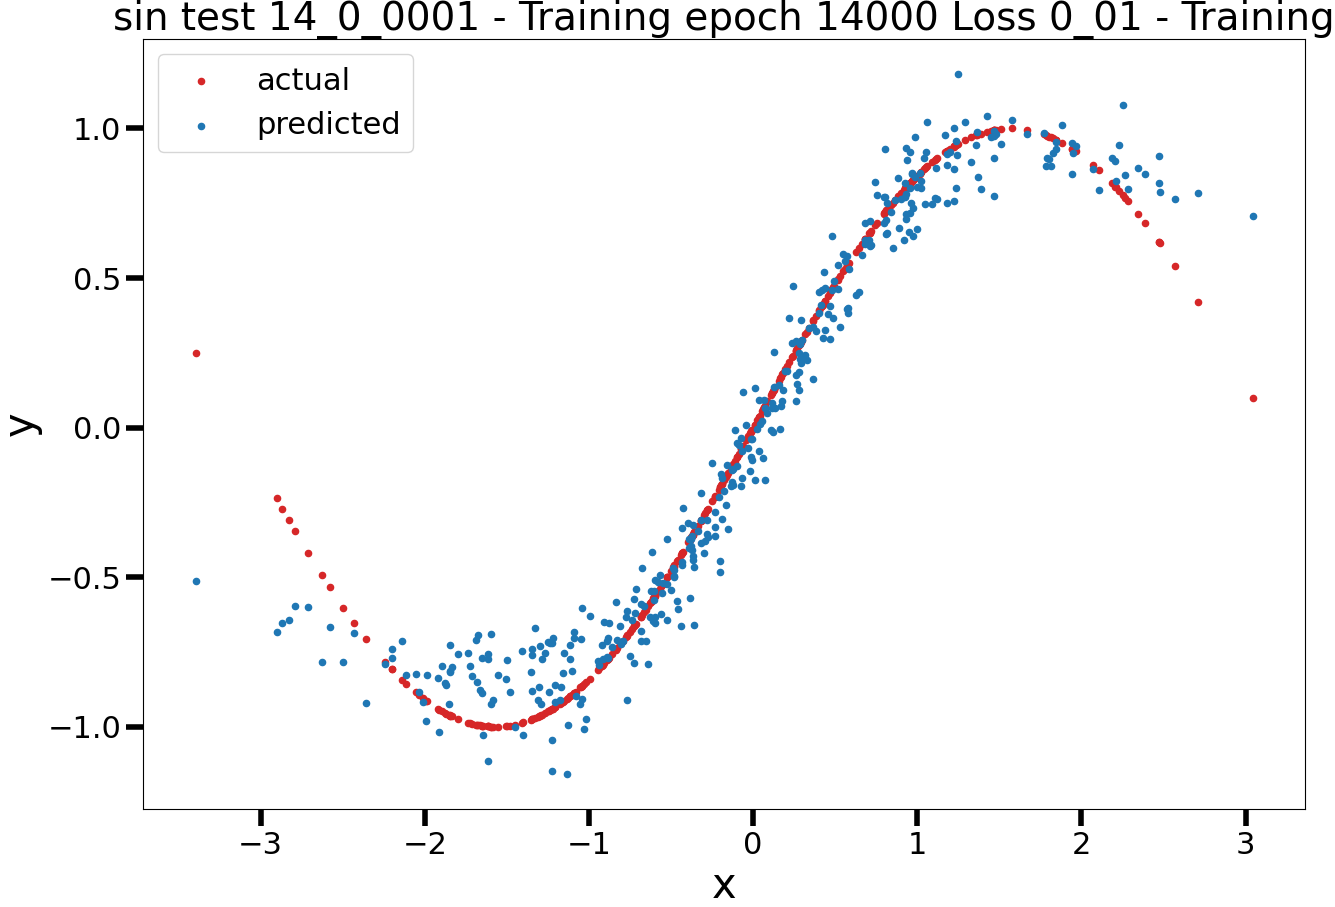 sin test 14_0_0001 - Training epoch 14000 Loss 0_01 - Training
actual
predicted
1.0
0.5
0.0
−0.5
−1.0
y
−3 −2 −1 0 1 2 3
x